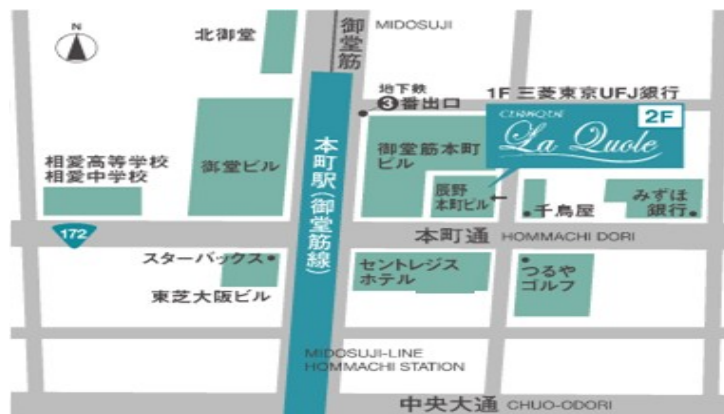 N
北御堂
御堂筋
MIDOSUJI
地下鉄
❸番出口
1F 三菱東京UFJ銀行
CLINIQUE
La Quole
2F
相愛高等学校
相愛中学校
御堂ビル
本町駅(御堂筋線)
御堂筋本町
ビル
辰野
本町ビル
千鳥屋
みずほ
銀行
172
本町通 HOMMACHI DORI
スターバックス
東芝大阪ビル
セントレジス
ホテル
つるや
ゴルフ
MIDOSUJI-LINE
HOMMACHI STATION
中央大通 CHUO-ODORI